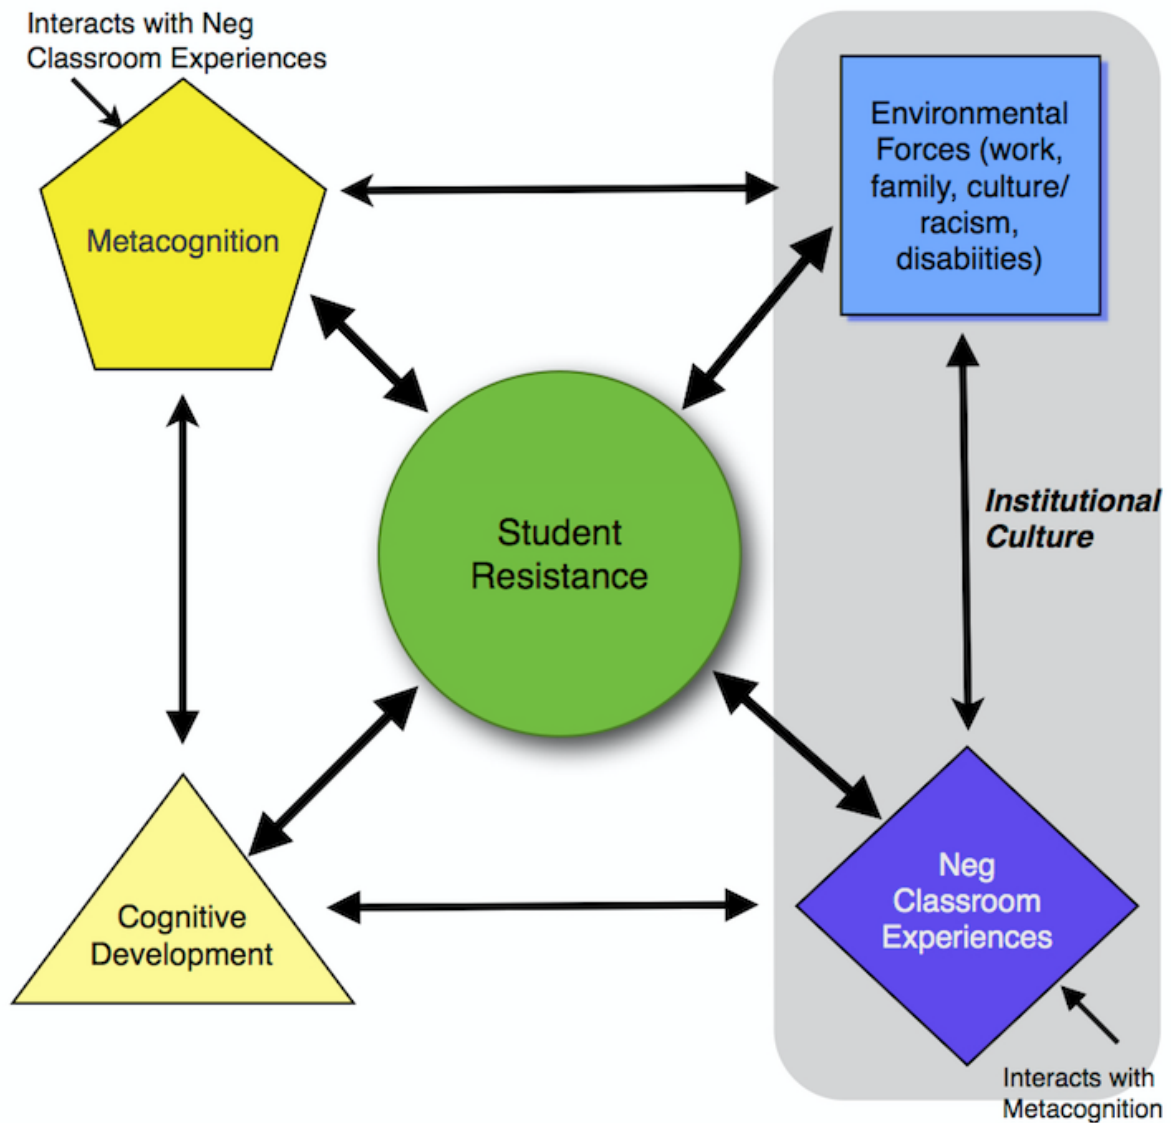 Interacts with Neg
Classroom Experiences
Metacognition
Environmental
Forces (work,
family, culture/
racism,
disabiities)
Student
Resistance
Institutional
Culture
Cognitive
Development
Neg
Classroom
Experiences
Interacts with
Metacognition